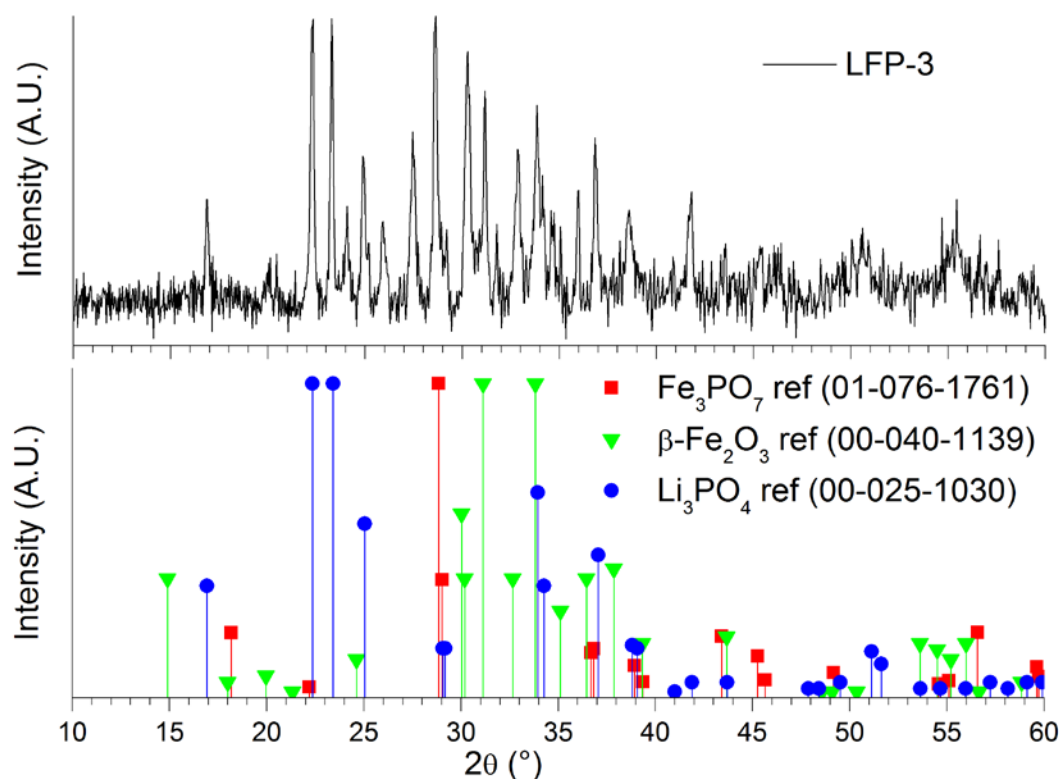 Intensity (A.U.)
LFP-3
Intensity (A.U.)
Fe₃PO₇ ref (01-076-1761)
β-Fe₂O₃ ref (00-040-1139)
Li₃PO₄ ref (00-025-1030)
10 15 20 25 30 35 40 45 50 55 60
2θ (°)